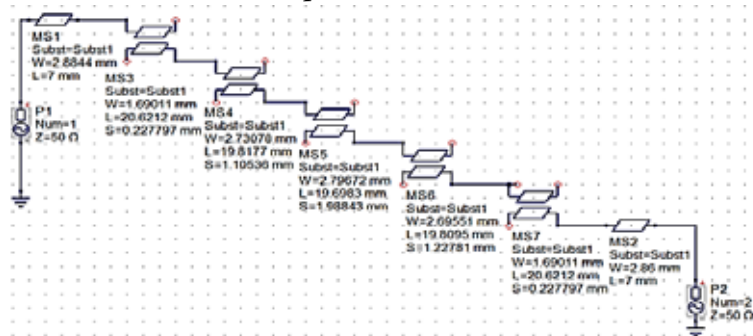 MS1
Subst=Subst1
W=2.8844 mm
L=7 mm
MS3
Subst=Subst1
W=1.69011 mm
L=20.6212 mm
S=0.227797 mm
P1
Num=1
Z=50 Ω
MS4
Subst=Subst1
W=2.73078 mm
L=19.8177 mm
S=1.10536 mm
MS5
Subst=Subst1
W=2.79672 mm
L=19.6983 mm
S=1.98843 mm
MS6
Subst=Subst1
W=2.69551 mm
L=19.8095 mm
S=1.22781 mm
MS7
Subst=Subst1
W=1.69011 mm
L=20.6212 mm
S=0.227797 mm
MS2
Subst=Subst1
W=2.86 mm
L=7 mm
P2
Num=2
Z=50 Ω